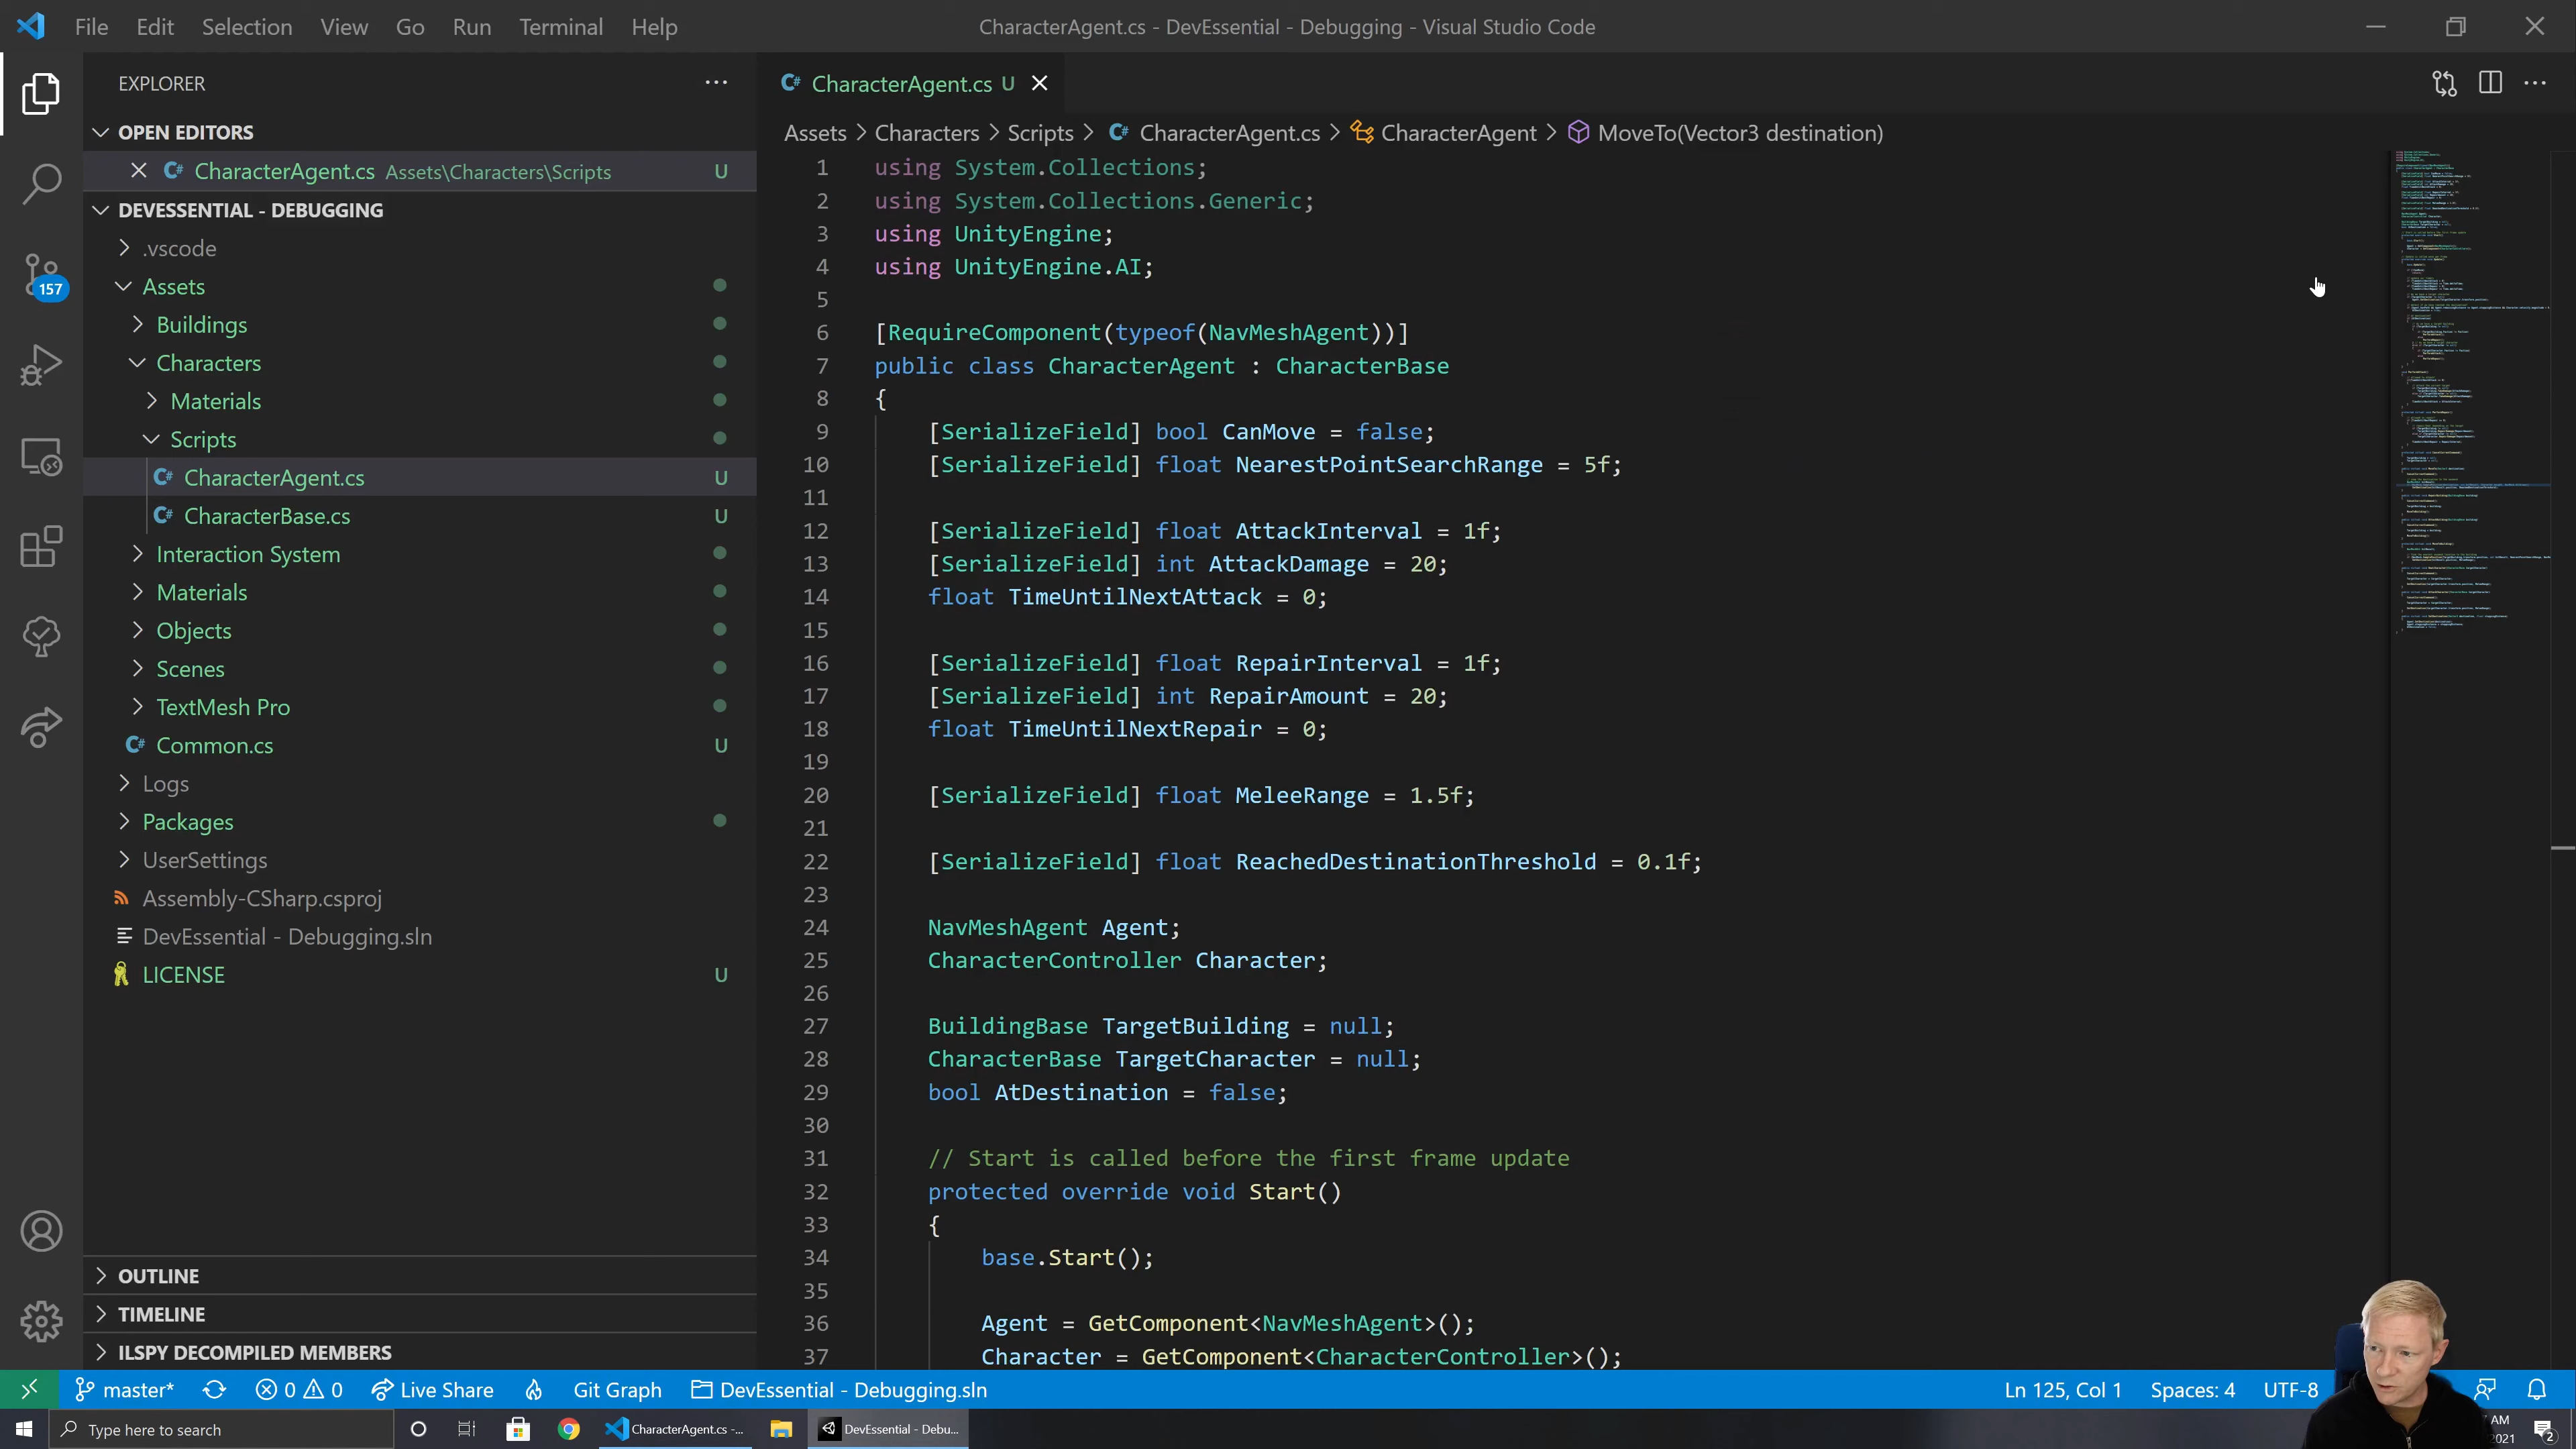 File Edit Selection View Go Run Terminal Help
CharacterAgent.cs - DevEssential - Debugging - Visual Studio Code
EXPLORER
OPEN EDITORS
C# CharacterAgent.cs Assets\Characters\Scripts U
DEVESSENTIAL - DEBUGGING
.vscode
Assets
Buildings
Characters
Materials
Scripts
C# CharacterAgent.cs U
C# CharacterBase.cs U
Interaction System
Materials
Objects
Scenes
TextMesh Pro
C# Common.cs U
Logs
Packages
UserSettings
Assembly-CSharp.csproj
DevEssential - Debugging.sln
LICENSE U
OUTLINE
TIMELINE
ILSPY DECOMPILED MEMBERS
157
C# CharacterAgent.cs U
Assets > Characters > Scripts > C# CharacterAgent.cs > CharacterAgent > MoveTo(Vector3 destination)
1 using System.Collections;
2 using System.Collections.Generic;
3 using UnityEngine;
4 using UnityEngine.AI;
5
6 [RequireComponent(typeof(NavMeshAgent))]
7 public class CharacterAgent : CharacterBase
8 {
9 [SerializeField] bool CanMove = false;
10 [SerializeField] float NearestPointSearchRange = 5f;
11
12 [SerializeField] float AttackInterval = 1f;
13 [SerializeField] int AttackDamage = 20;
14 float TimeUntilNextAttack = 0;
15
16 [SerializeField] float RepairInterval = 1f;
17 [SerializeField] int RepairAmount = 20;
18 float TimeUntilNextRepair = 0;
19
20 [SerializeField] float MeleeRange = 1.5f;
21
22 [SerializeField] float ReachedDestinationThreshold = 0.1f;
23
24 NavMeshAgent Agent;
25 CharacterController Character;
26
27 BuildingBase TargetBuilding = null;
28 CharacterBase TargetCharacter = null;
29 bool AtDestination = false;
30
31 // Start is called before the first frame update
32 protected override void Start()
33 {
34 base.Start();
35
36 Agent = GetComponent<NavMeshAgent>();
37 Character = GetComponent<CharacterController>();
master* 0 0 Live Share Git Graph DevEssential - Debugging.sln
Ln 125, Col 1 Spaces: 4 UTF-8
Type here to search
CharacterAgent.cs -...
DevEssential - Debu...
AM
2021
2